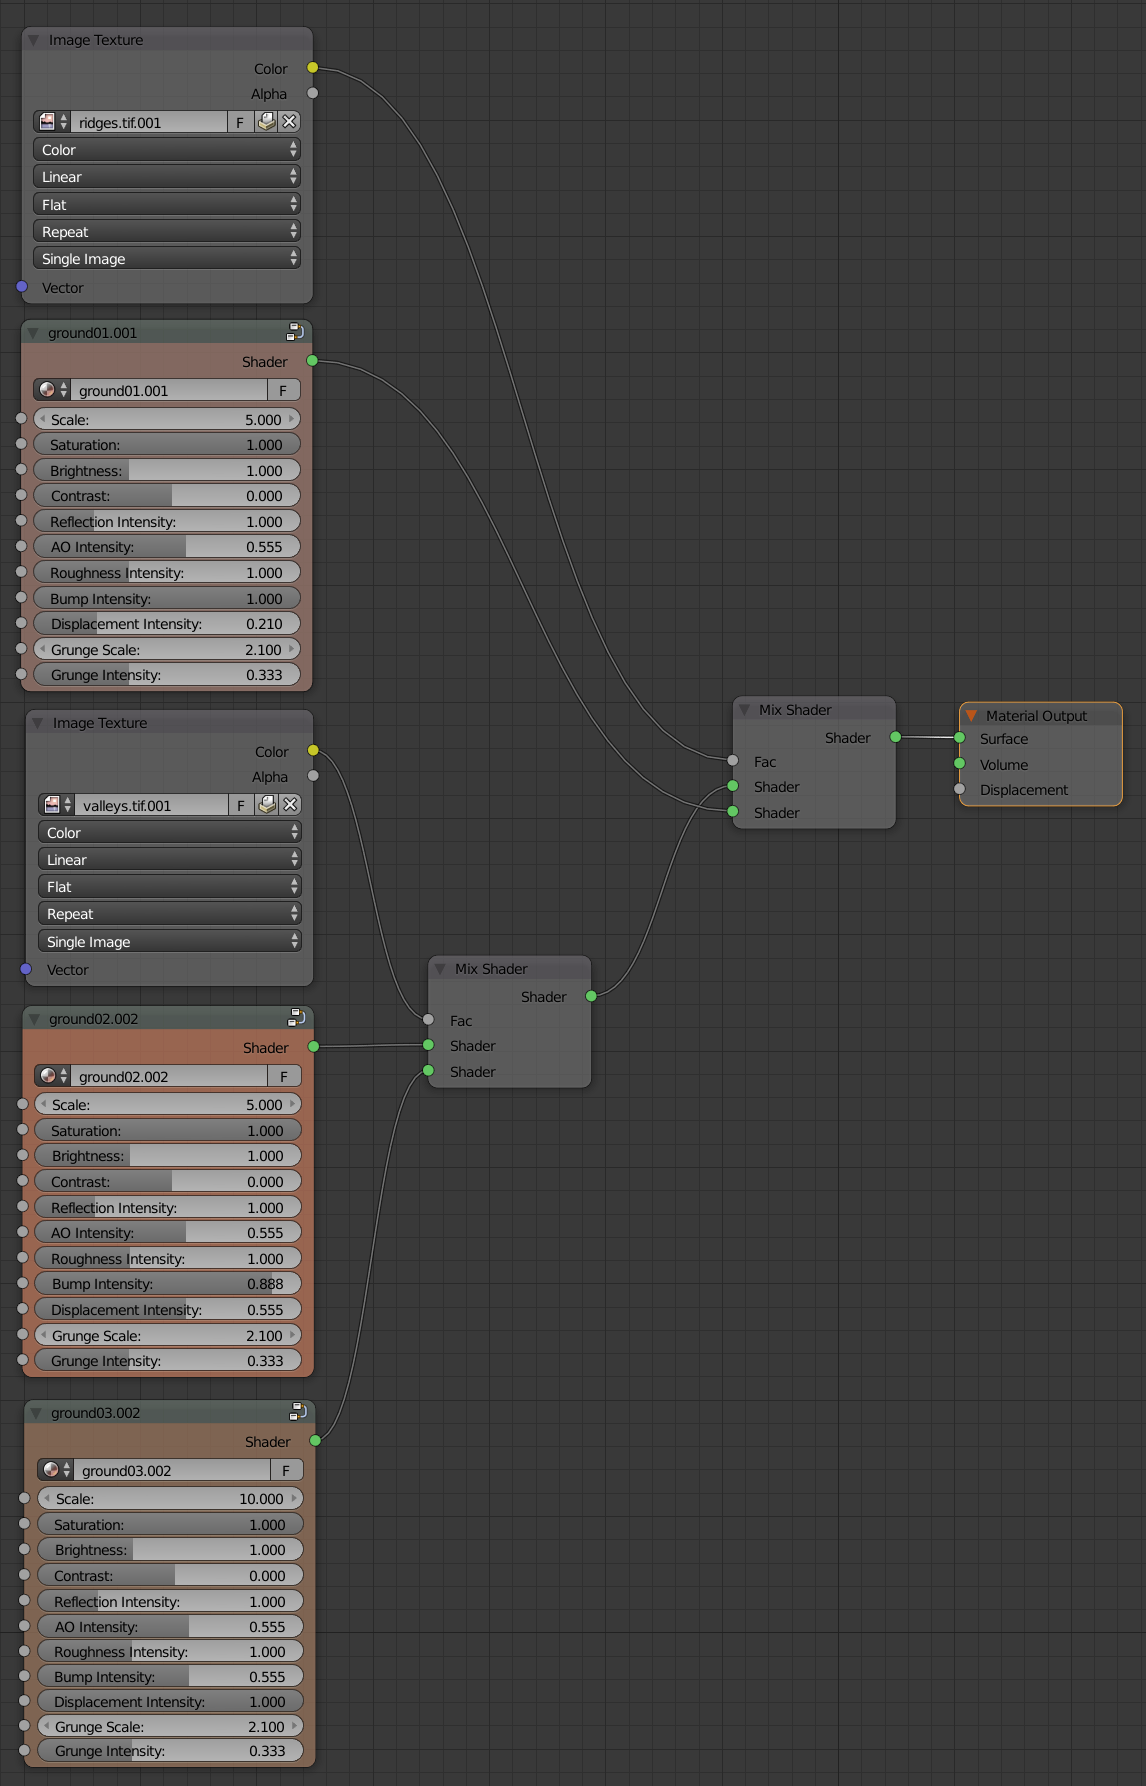 Image Texture
Color
Alpha
ridges.tif.001 F
Color
Linear
Flat
Repeat
Single Image
Vector
ground01.001
Shader
ground01.001 F
Scale: 5.000
Saturation: 1.000
Brightness: 1.000
Contrast: 0.000
Reflection Intensity: 1.000
AO Intensity: 0.555
Roughness Intensity: 1.000
Bump Intensity: 1.000
Displacement Intensity: 0.210
Grunge Scale: 2.100
Grunge Intensity: 0.333
Image Texture
Color
Alpha
valleys.tif.001 F
Color
Linear
Flat
Repeat
Single Image
Vector
ground02.002
Shader
ground02.002 F
Scale: 5.000
Saturation: 1.000
Brightness: 1.000
Contrast: 0.000
Reflection Intensity: 1.000
AO Intensity: 0.555
Roughness Intensity: 1.000
Bump Intensity: 0.888
Displacement Intensity: 0.555
Grunge Scale: 2.100
Grunge Intensity: 0.333
ground03.002
Shader
ground03.002 F
Scale: 10.000
Saturation: 1.000
Brightness: 1.000
Contrast: 0.000
Reflection Intensity: 1.000
AO Intensity: 0.555
Roughness Intensity: 1.000
Bump Intensity: 0.555
Displacement Intensity: 1.000
Grunge Scale: 2.100
Grunge Intensity: 0.333
Mix Shader
Shader
Fac
Shader
Shader
Mix Shader
Shader
Fac
Shader
Shader
Material Output
Surface
Volume
Displacement